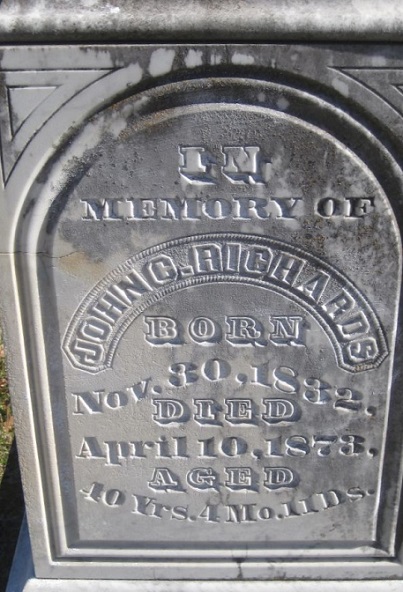 IN
MEMORY OF
JOHN C. RICHARDS
BORN
Nov. 30, 1832,
DIED
April 10, 1873,
AGED
40 Yrs. 4 Mo. 11 Ds.